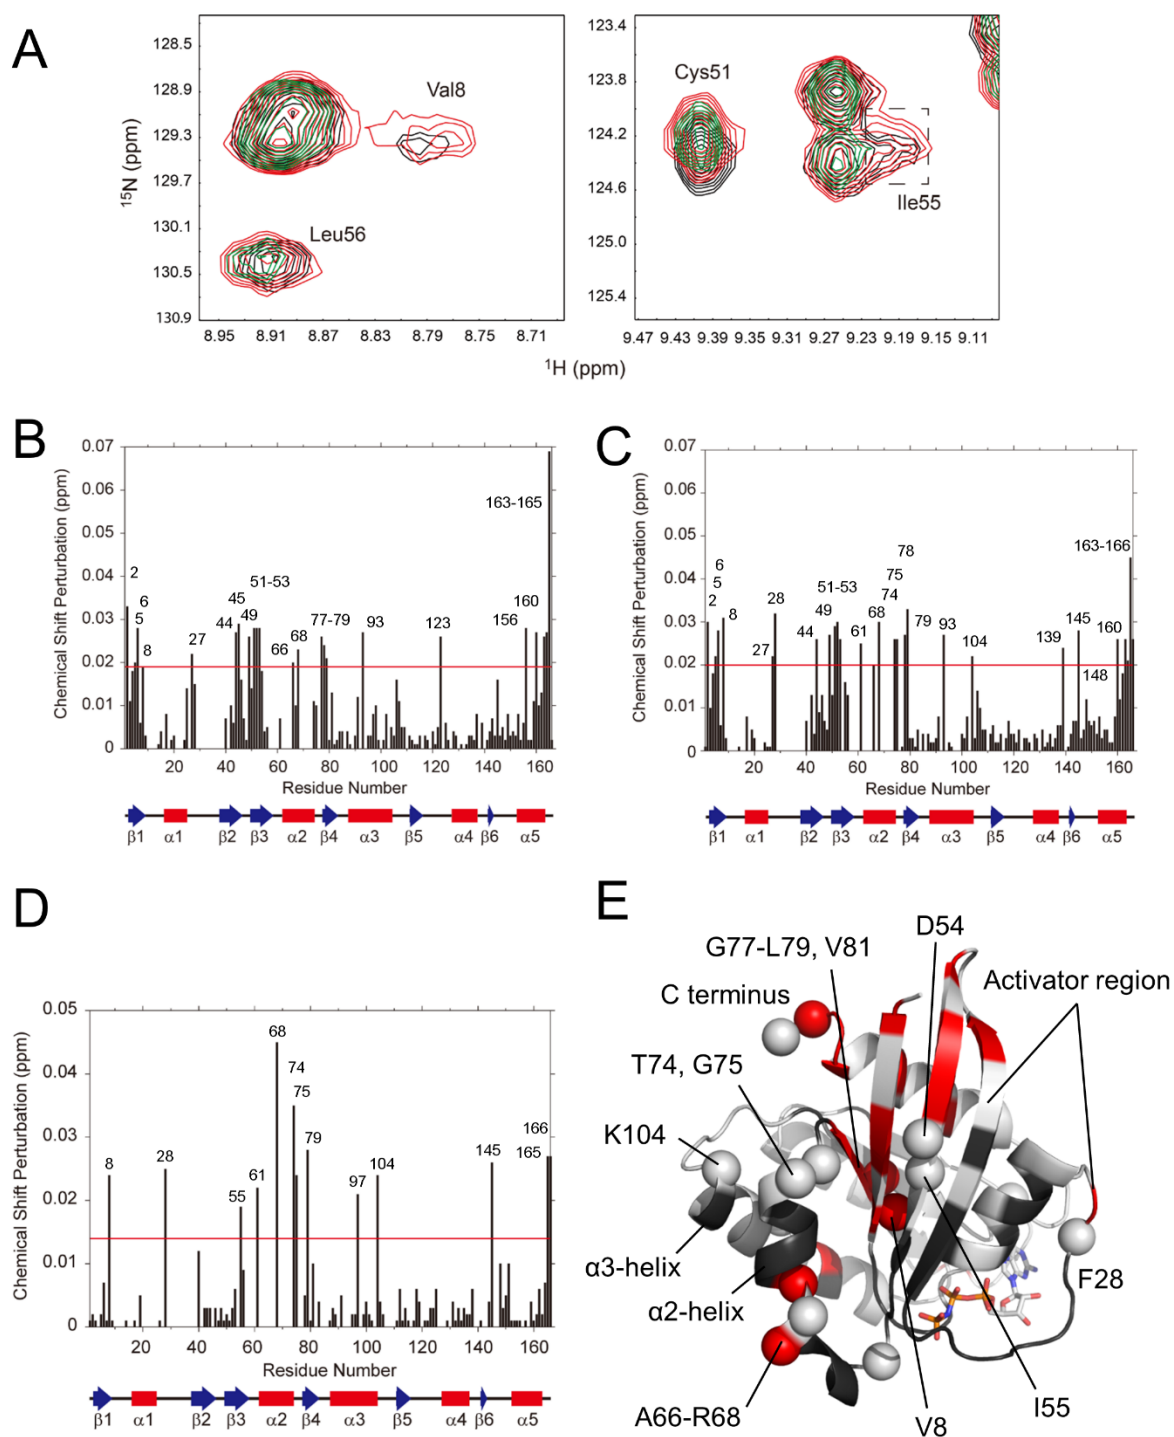 A
128.5
128.9
129.3
129.7
130.1
130.5
130.9
15N (ppm)
Val8
Leu56
8.95 8.91 8.87 8.83 8.79 8.75 8.71
123.4
123.8
124.2
124.6
125.0
125.4
Cys51
Ile55
9.47 9.43 9.39 9.35 9.31 9.27 9.23 9.19 9.15 9.11
1H (ppm)
B
Chemical Shift Perturbation (ppm)
0.07
0.06
0.05
0.04
0.03
0.02
0.01
0
2
6
5
8
27
44
45
49
51-53
66
68
77-79
93
123
156
160
163-165
20 40 60 80 100 120 140 160
Residue Number
β1 α1 β2 β3 α2 β4 α3 β5 α4 β6 α5
C
Chemical Shift Perturbation (ppm)
0.07
0.06
0.05
0.04
0.03
0.02
0.01
0
6
5
2
8
27
28
44
49
51-53
61
68
74
75
78
79
93
104
139
145
148
160
163-166
20 40 60 80 100 120 140 160
Residue Number
β1 α1 β2 β3 α2 β4 α3 β5 α4 β6 α5
D
Chemical Shift Perturbation (ppm)
0.05
0.04
0.03
0.02
0.01
0
8
28
55
61
68
74
75
79
97
104
145
166
165
20 40 60 80 100 120 140 160
Residue Number
β1 α1 β2 β3 α2 β4 α3 β5 α4 β6 α5
E
D54
G77-L79, V81
Activator region
C terminus
T74, G75
K104
α3-helix
α2-helix
F28
A66-R68
V8
I55